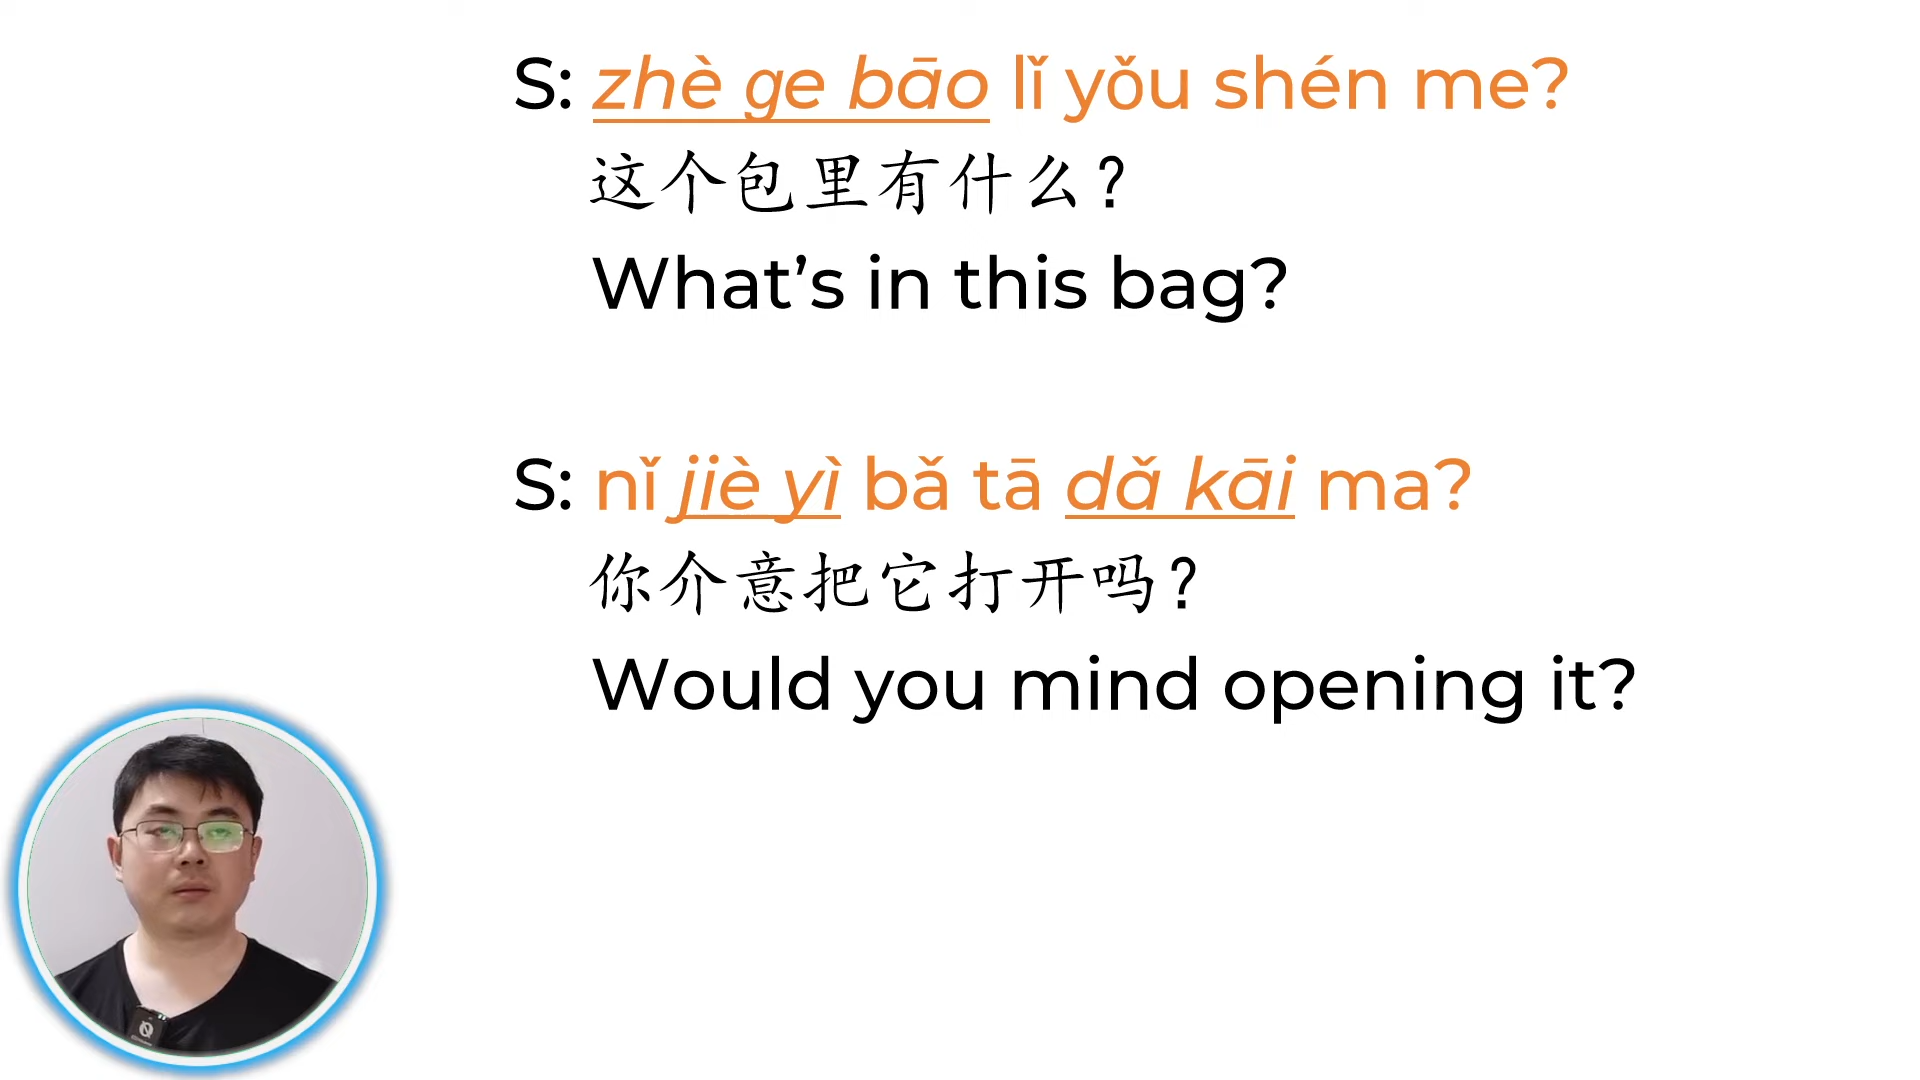 S: zhè ge bāo lǐ yǒu shén me?
这个包里有什么?
What's in this bag?
S: nǐ jiè yì bǎ tā dǎ kāi ma?
你介意把它打开吗?
Would you mind opening it?